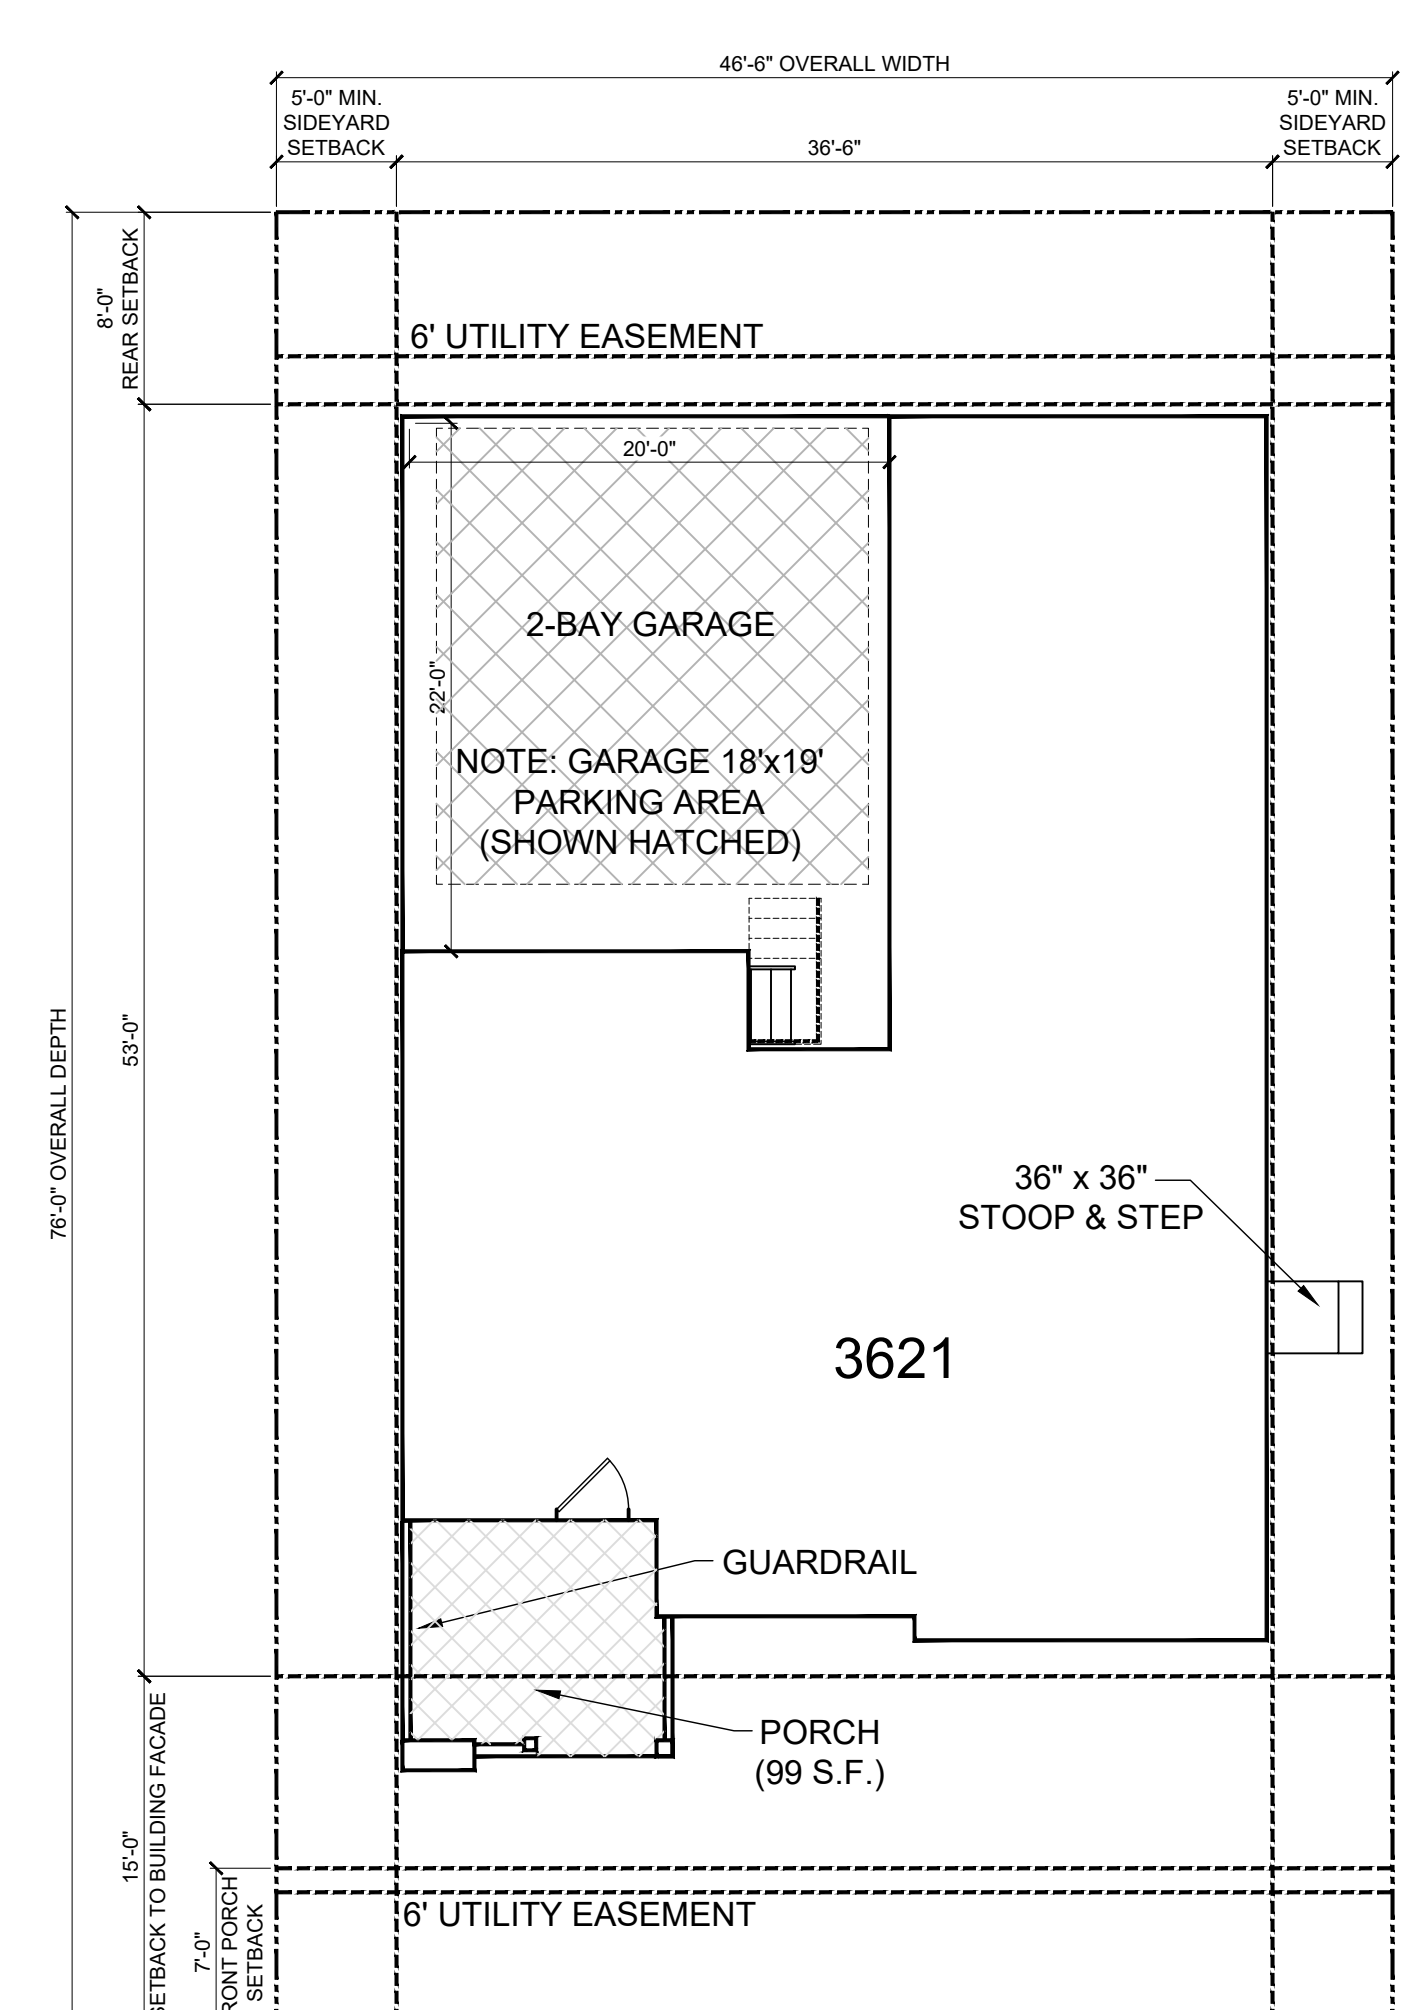 46'-6" OVERALL WIDTH
5'-0" MIN.
SIDEYARD
SETBACK
36'-6"
5'-0" MIN.
SIDEYARD
SETBACK
8'-0"
REAR SETBACK
6' UTILITY EASEMENT
20'-0"
2-BAY GARAGE
22'-0"
NOTE: GARAGE 18'x19'
PARKING AREA
(SHOWN HATCHED)
76'-0" OVERALL DEPTH
53'-0"
36" x 36"
STOOP & STEP
3621
GUARDRAIL
PORCH
(99 S.F.)
15'-0"
SETBACK TO BUILDING FACADE
7'-0"
RONT PORCH
SETBACK
6' UTILITY EASEMENT